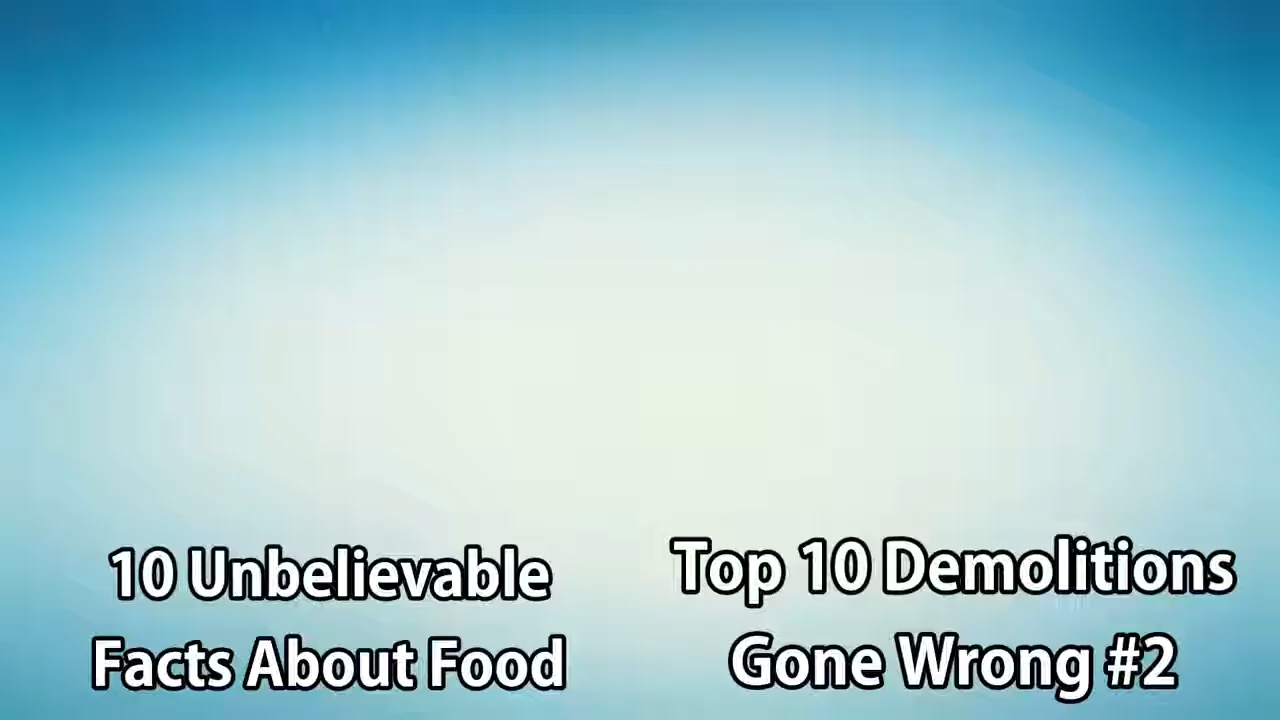 10 Unbelievable
Facts About Food
Top 10 Demolitions
Gone Wrong #2